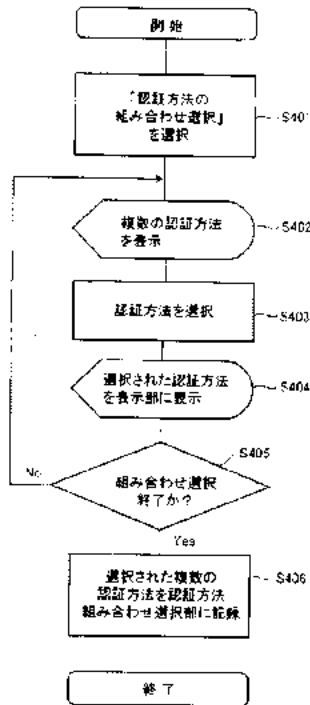 開始
「認証方法の
組み合わせ選択」
を選択
S401
複数の認証方法
を表示
S402
認証方法を選択
S403
選択された認証方法
を表示部に表示
S404
S405
No
組み合わせ選択
終了か？
Yes
選択された複数の
認証方法を認証方法
組み合わせ選択部に記録
S406
終了